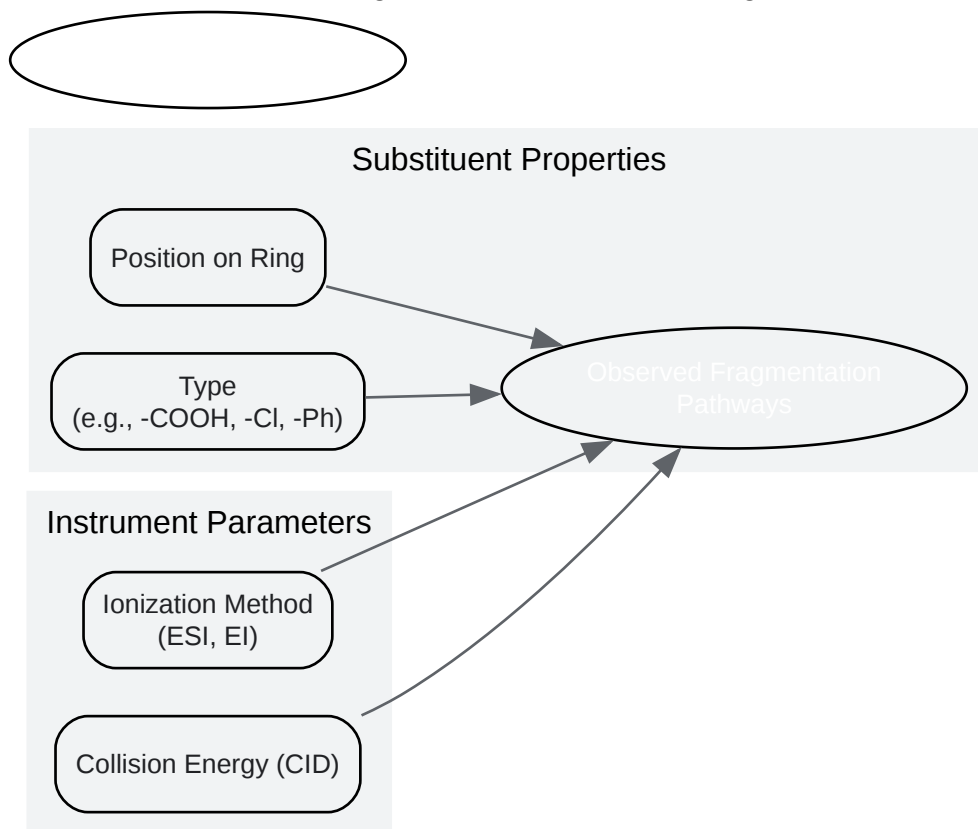 Substituent Properties
Position on Ring
Type
(e.g., -COOH, -Cl, -Ph)
Observed Fragmentation
Pathways
Instrument Parameters
Ionization Method
(ESI, EI)
Collision Energy (CID)